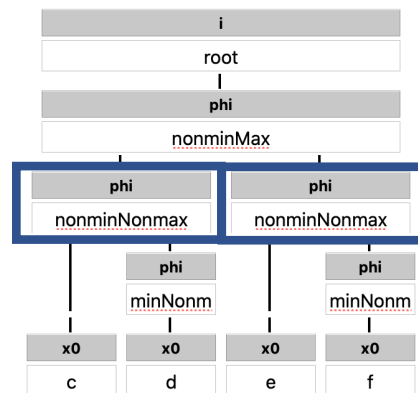 i
root
phi
nonminMax
phi phi
nonminNonmax nonminNonmax
phi phi
minNonm minNonm
x0 x0 x0 x0
c d e f